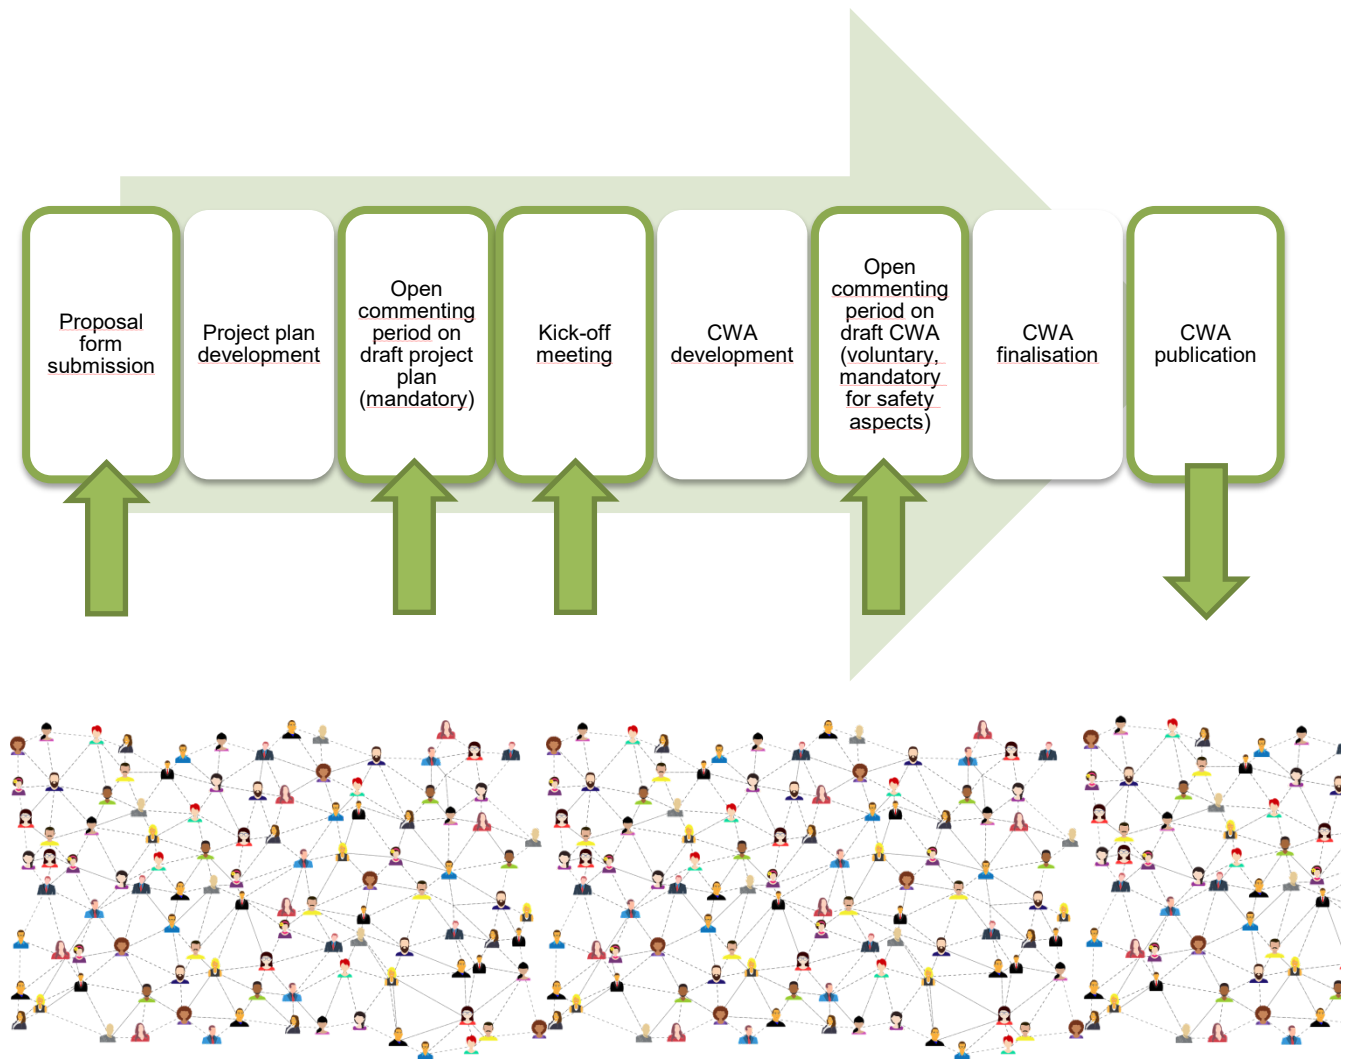 Proposal
form
submission
Project plan
development
Open
commenting
period on
draft project
plan
(mandatory)
Kick-off
meeting
CWA
development
Open
commenting
period on
draft CWA
(voluntary,
mandatory
for safety
aspects)
CWA
finalisation
CWA
publication